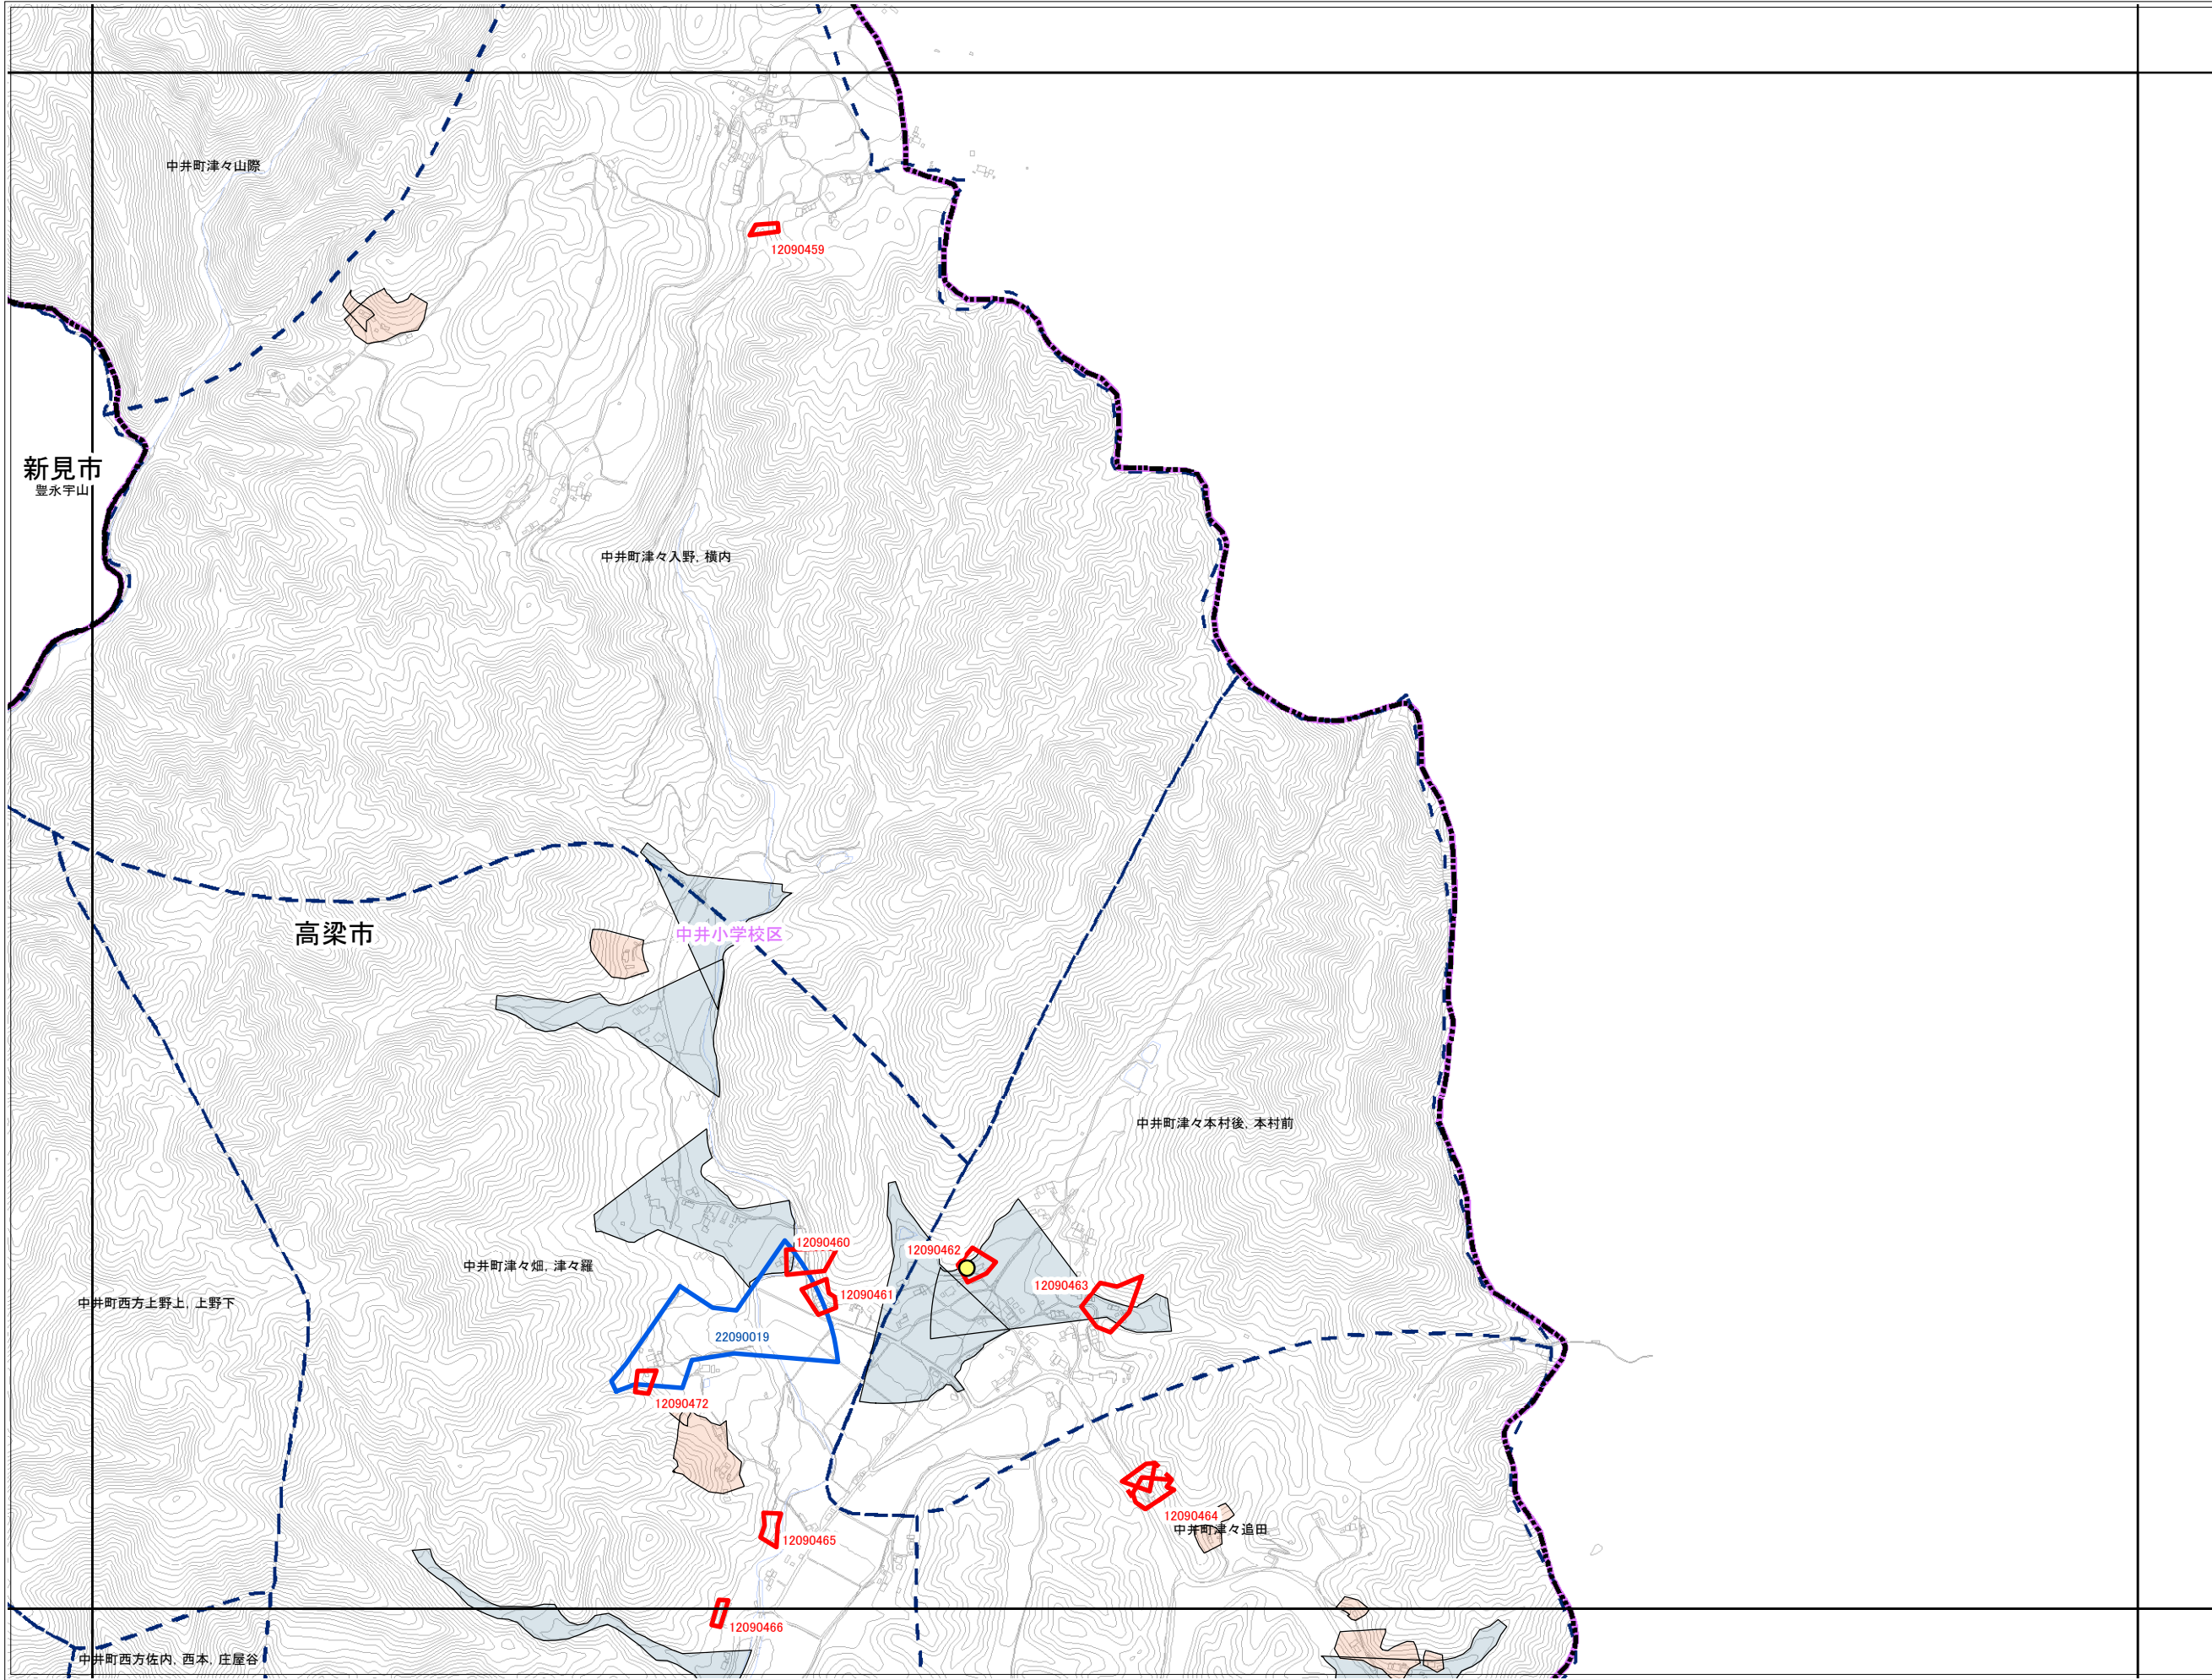 中井町津々山際
12090459
新見市
豊永宇山
中井町津々入野, 横内
高梁市
中井小学校区
中井町津々本村後, 本村前
12090460
12090462
中井町津々畑, 津々羅
12090463
12090461
中井町西方上野上, 上野下
22090019
12090472
12090464
中井町津々追田
12090465
12090466
中井町西方佐内, 西本, 庄屋谷